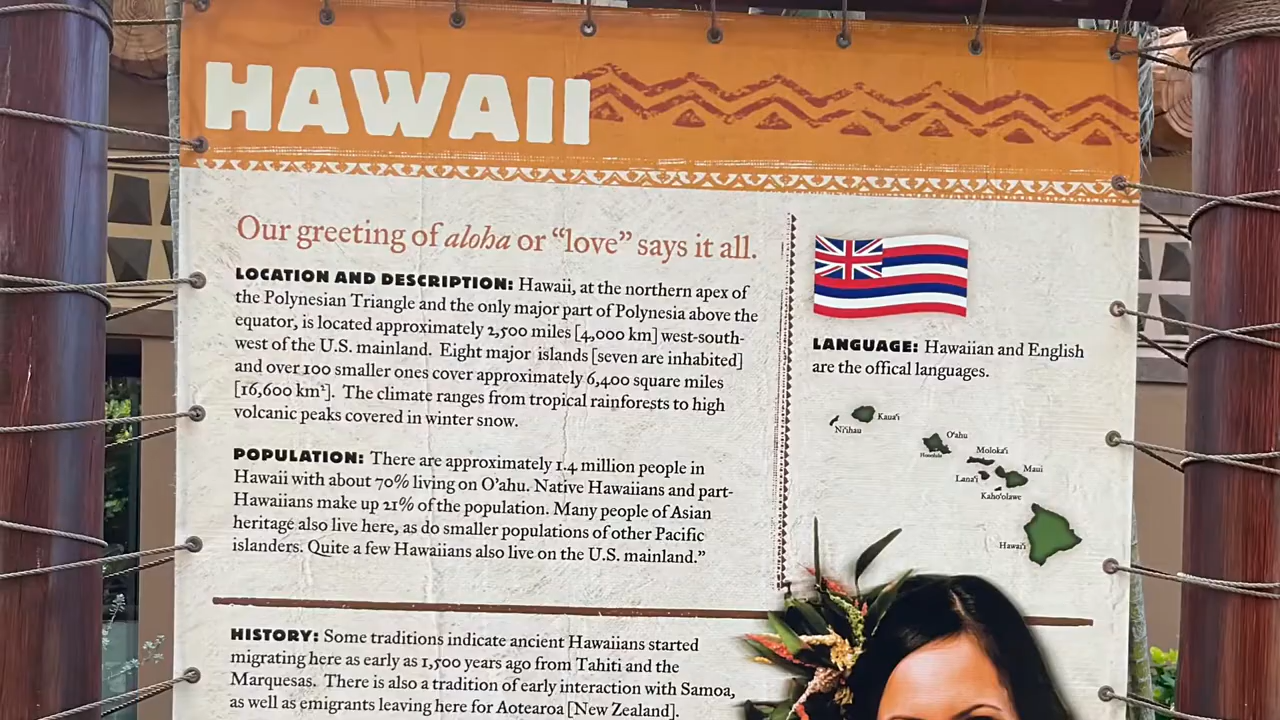 HAWAII
Our greeting of aloha or “love” says it all.
LOCATION AND DESCRIPTION: Hawaii, at the northern apex of
the Polynesian Triangle and the only major part of Polynesia above the
equator, is located approximately 2,500 miles [4,000 km] west-south-
west of the U.S. mainland. Eight major islands [seven are inhabited]
and over 100 smaller ones cover approximately 6,400 square miles
[16,600 km²]. The climate ranges from tropical rainforests to high
volcanic peaks covered in winter snow.
POPULATION: There are approximately 1.4 million people in
Hawaii with about 70% living on O'ahu. Native Hawaiians and part-
Hawaiians make up 21% of the population. Many people of Asian
heritage also live here, as do smaller populations of other Pacific
islanders. Quite a few Hawaiians also live on the U.S. mainland.”
HISTORY: Some traditions indicate ancient Hawaiians started
migrating here as early as 1,500 years ago from Tahiti and the
Marquesas. There is also a tradition of early interaction with Samoa,
as well as emigrants leaving here for Aotearoa [New Zealand].
LANGUAGE: Hawaiian and English
are the offical languages.
Kaua'i
Ni'ihau
O'ahu
Honolulu
Moloka'i
Lana'i
Maui
Kaho'olawe
Hawai'i